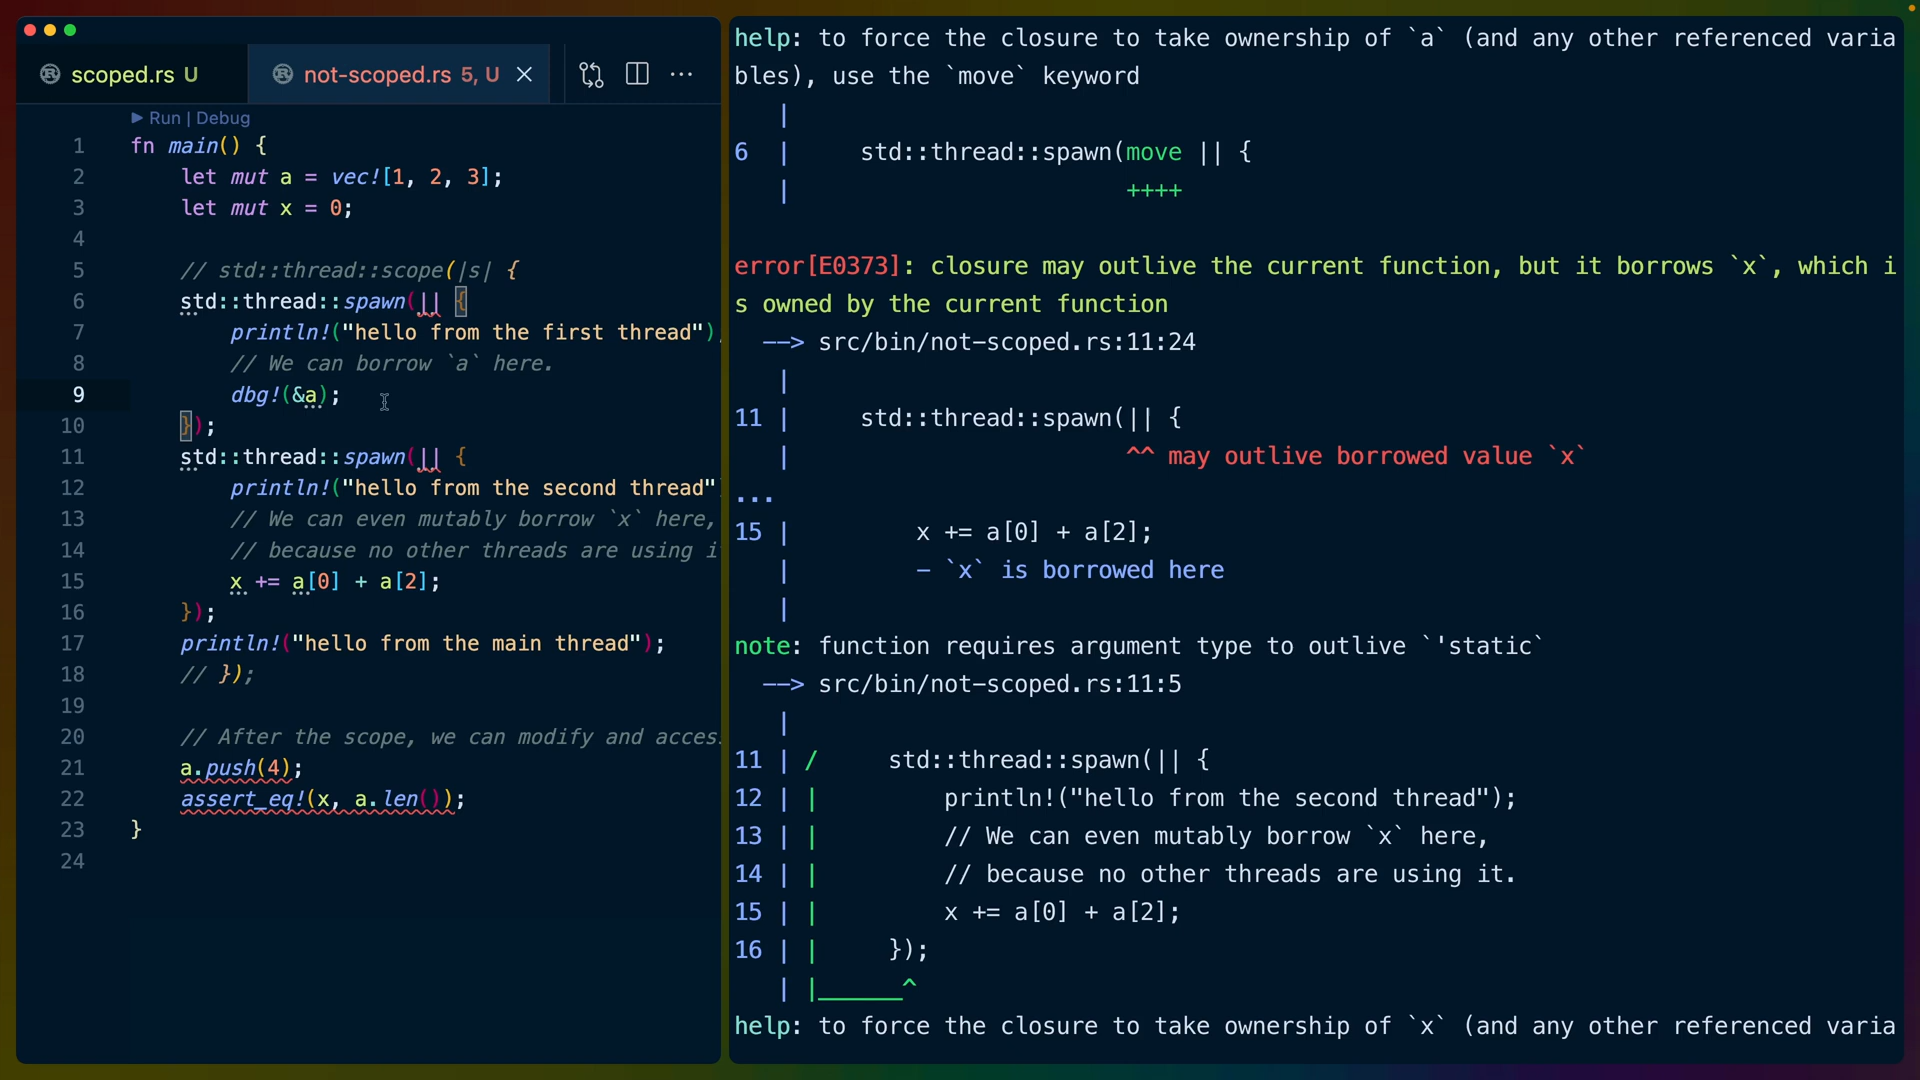 scoped.rs U
not-scoped.rs 5, U
Run | Debug
1 fn main() {
2 let mut a = vec![1, 2, 3];
3 let mut x = 0;
4
5 // std::thread::scope(|s| {
6 std::thread::spawn(|| {
7 println!("hello from the first thread")
8 // We can borrow `a` here.
9 dbg!(&a);
10 });
11 std::thread::spawn(|| {
12 println!("hello from the second thread"
13 // We can even mutably borrow `x` here,
14 // because no other threads are using i
15 x += a[0] + a[2];
16 });
17 println!("hello from the main thread");
18 // });
19
20 // After the scope, we can modify and acces
21 a.push(4);
22 assert_eq!(x, a.len());
23 }
24
help: to force the closure to take ownership of `a` (and any other referenced varia
bles), use the `move` keyword
|
6 | std::thread::spawn(move || {
| ++++
error[E0373]: closure may outlive the current function, but it borrows `x`, which i
s owned by the current function
--> src/bin/not-scoped.rs:11:24
|
11 | std::thread::spawn(|| {
| ^^ may outlive borrowed value `x`
...
15 | x += a[0] + a[2];
| - `x` is borrowed here
|
note: function requires argument type to outlive `'static`
--> src/bin/not-scoped.rs:11:5
|
11 | / std::thread::spawn(|| {
12 | | println!("hello from the second thread");
13 | | // We can even mutably borrow `x` here,
14 | | // because no other threads are using it.
15 | | x += a[0] + a[2];
16 | | });
| |______^
help: to force the closure to take ownership of `x` (and any other referenced varia